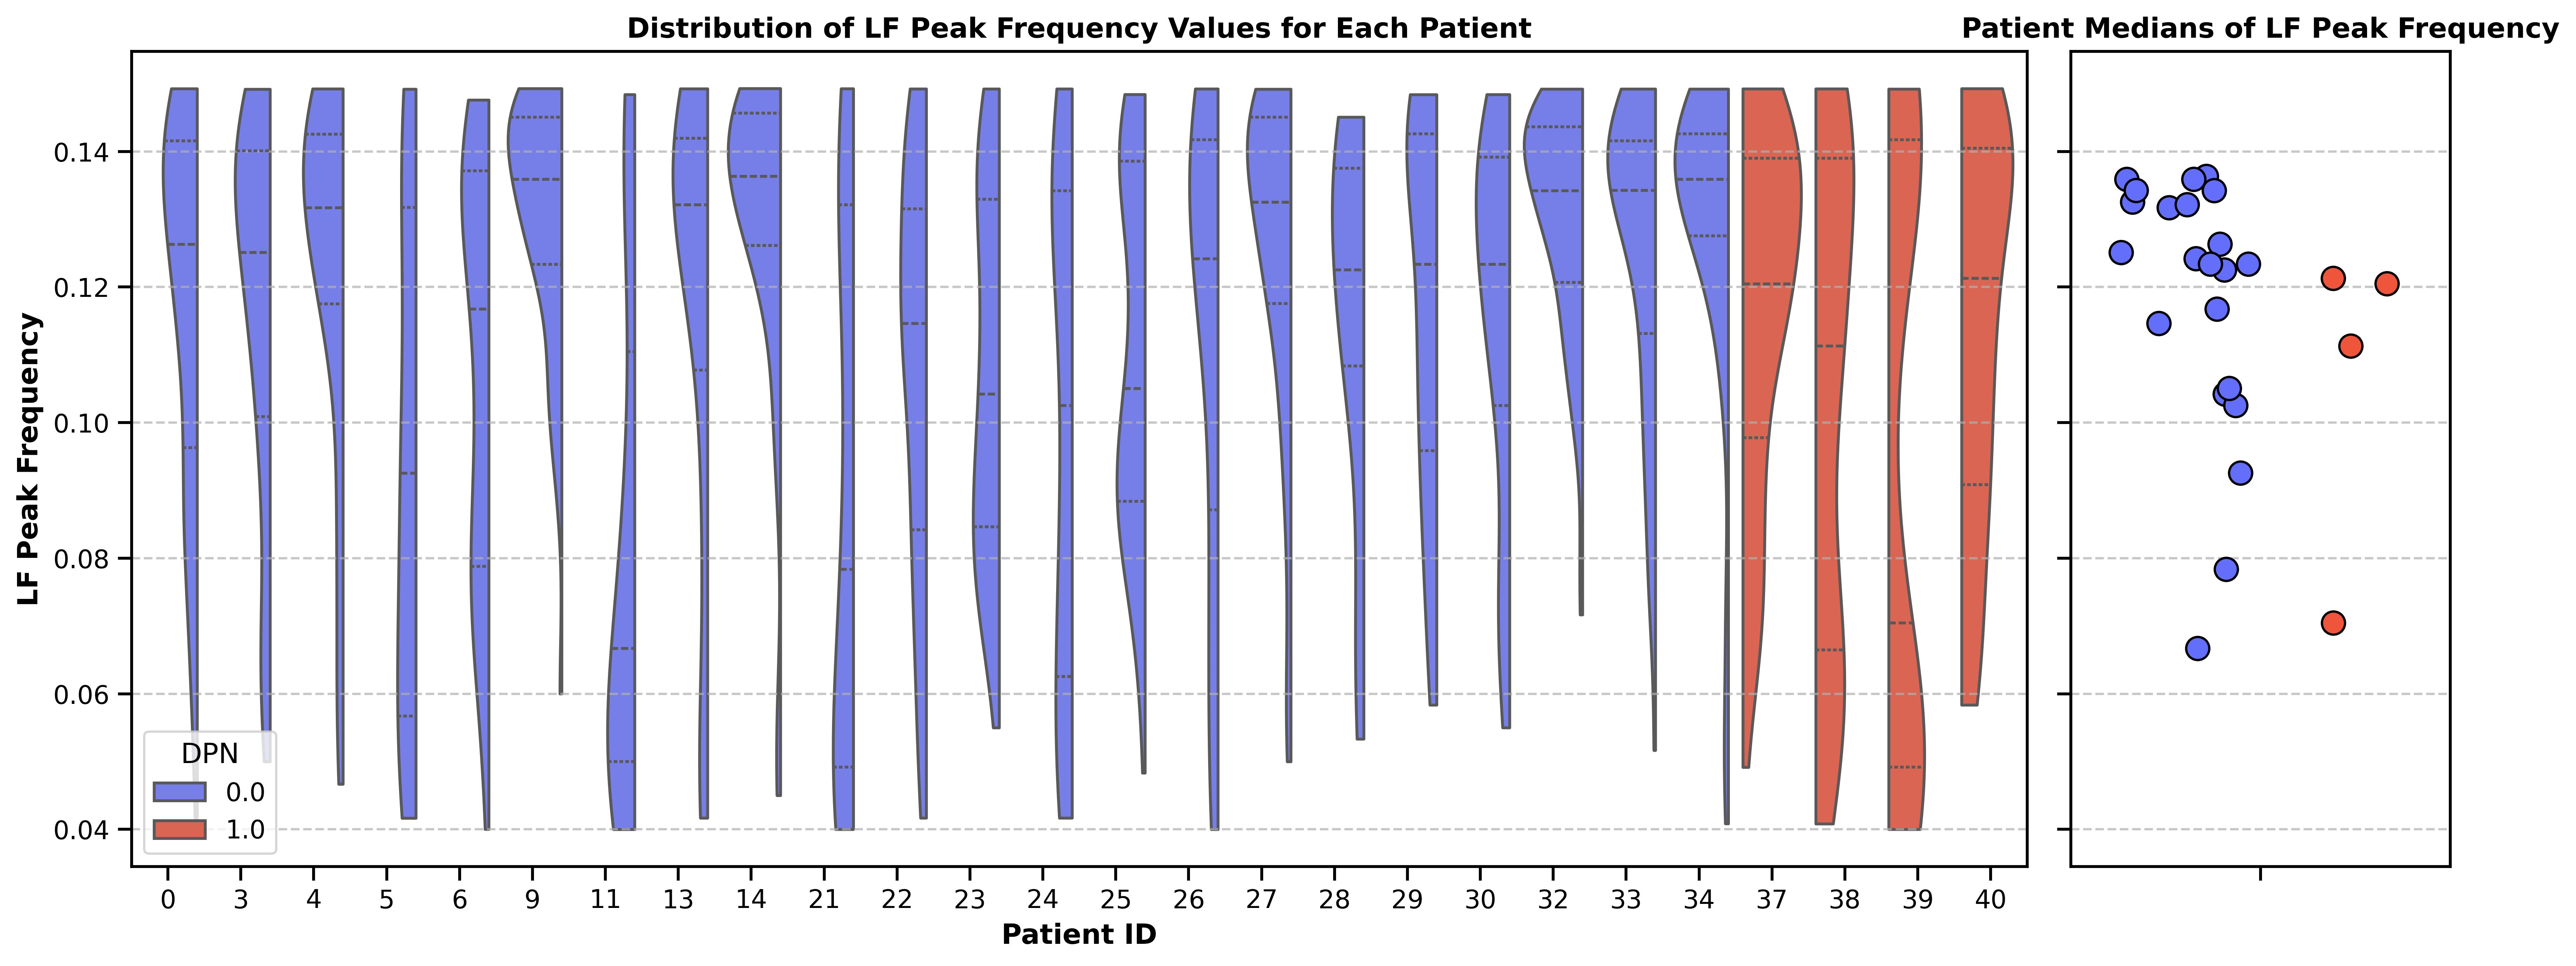 Distribution of LF Peak Frequency Values for Each Patient
Patient Medians of LF Peak Frequency
LF Peak Frequency
0.14
0.12
0.10
0.08
0.06
0.04
DPN
0.0
1.0
0 3 4 5 6 9 11 13 14 21 22 23 24 25 26 27 28 29 30 32 33 34 37 38 39 40
Patient ID